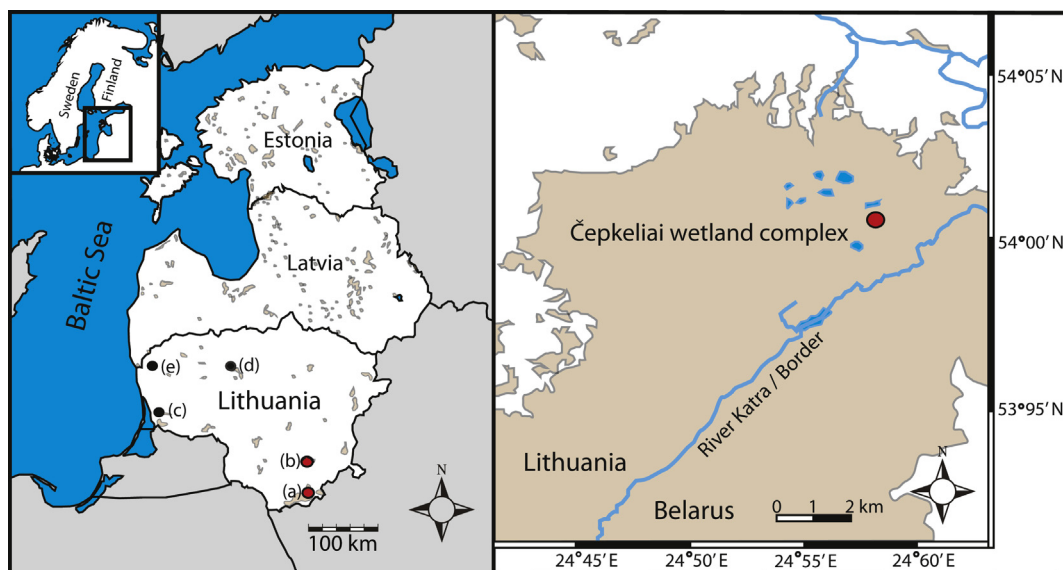 Sweden
Finland
Estonia
Baltic Sea
Latvia
(e)
(d)
Lithuania
(c)
(b)
(a)
N
100 km
54°05′N
Čepkeliai wetland complex
54°00′N
River Katra / Border
53°95′N
Lithuania
N
Belarus
0 1 2 km
24°45′E 24°50′E 24°55′E 24°60′E